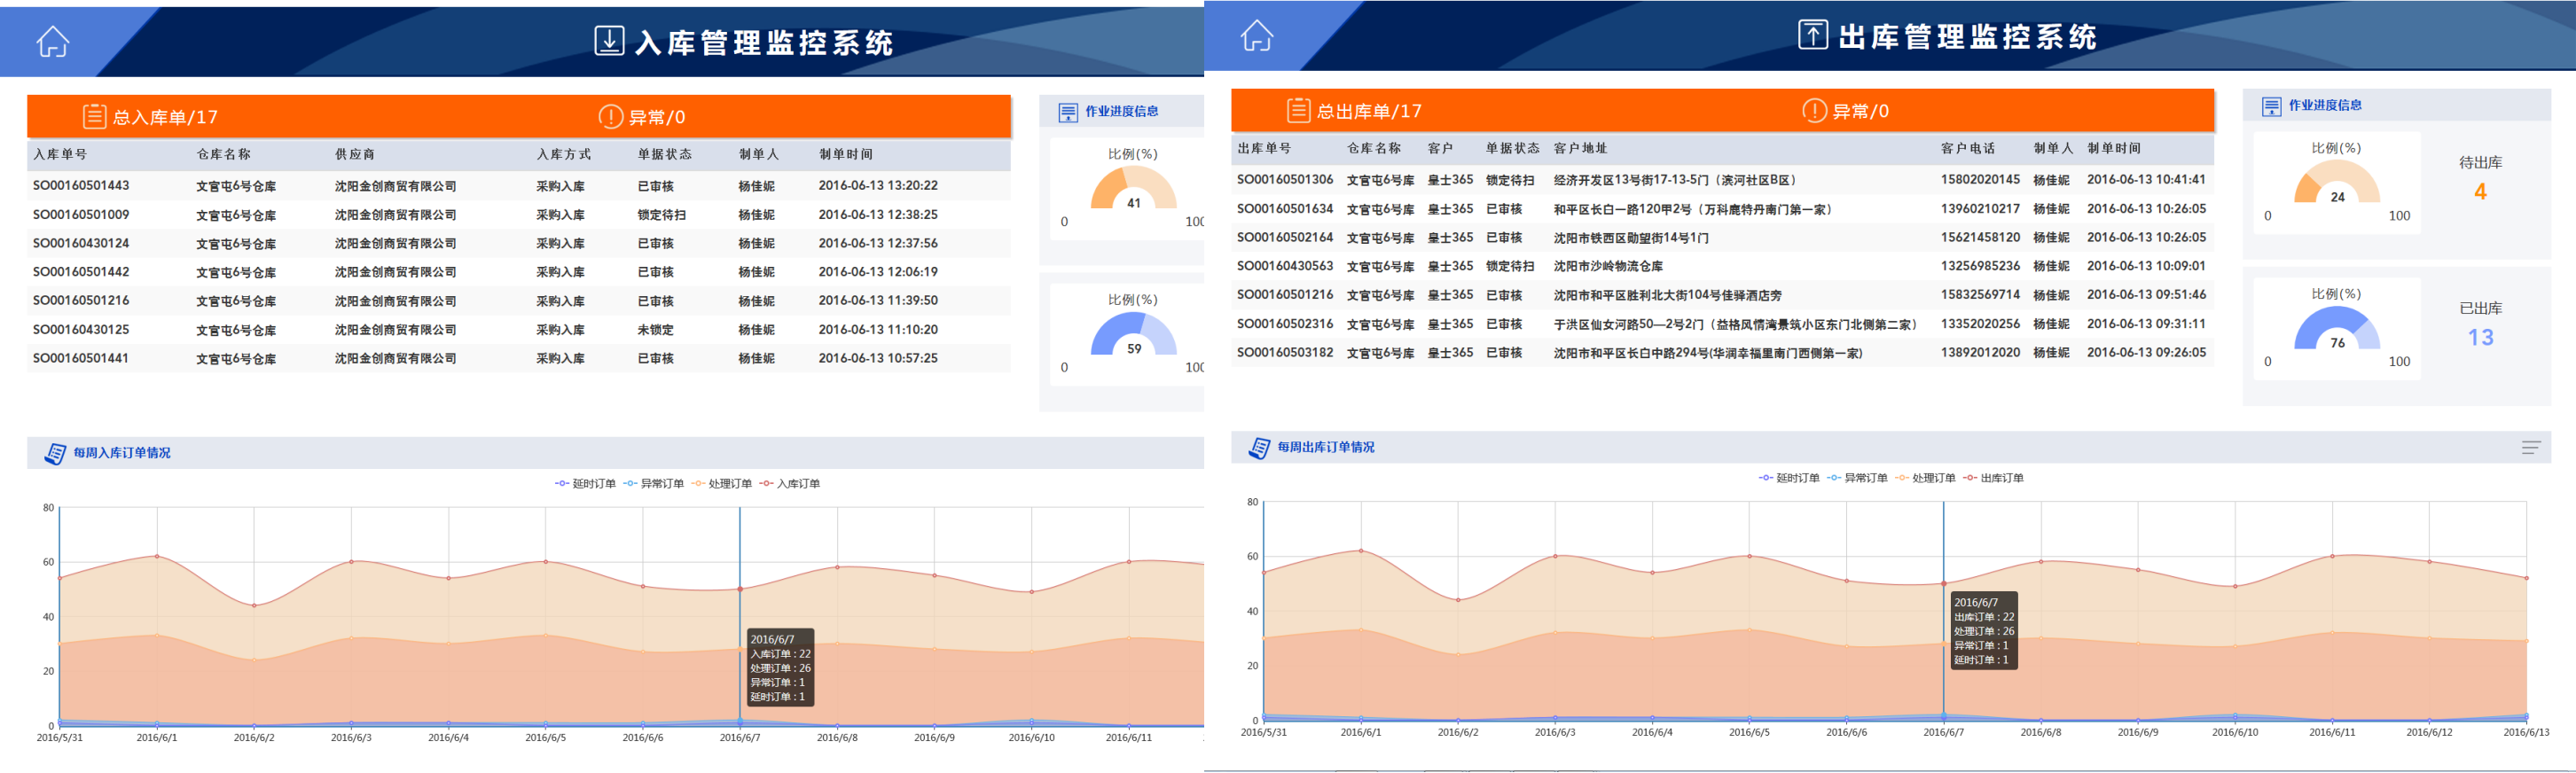 入库管理监控系统
总入库单/17
异常/0
入库单号 仓库名称 供应商 入库方式 单据状态 制单人 制单时间
SO00160501443 文官屯6号仓库 沈阳金创商贸有限公司 采购入库 已审核 杨佳妮 2016-06-13 13:20:22
SO00160501009 文官屯6号仓库 沈阳金创商贸有限公司 采购入库 锁定待扫 杨佳妮 2016-06-13 12:38:25
SO00160430124 文官屯6号仓库 沈阳金创商贸有限公司 采购入库 已审核 杨佳妮 2016-06-13 12:37:56
SO00160501442 文官屯6号仓库 沈阳金创商贸有限公司 采购入库 已审核 杨佳妮 2016-06-13 12:06:19
SO00160501216 文官屯6号仓库 沈阳金创商贸有限公司 采购入库 已审核 杨佳妮 2016-06-13 11:39:50
SO00160430125 文官屯6号仓库 沈阳金创商贸有限公司 采购入库 未锁定 杨佳妮 2016-06-13 11:10:20
SO00160501441 文官屯6号仓库 沈阳金创商贸有限公司 采购入库 已审核 杨佳妮 2016-06-13 10:57:25
作业进度信息
比例(%)
41
0 100
比例(%)
59
0 100
每周入库订单情况
延时订单 异常订单 处理订单 入库订单
80
60
40
20
0
2016/6/7
入库订单 : 22
处理订单 : 26
异常订单 : 1
延时订单 : 1
2016/5/31 2016/6/1 2016/6/2 2016/6/3 2016/6/4 2016/6/5 2016/6/6 2016/6/7 2016/6/8 2016/6/9 2016/6/10 2016/6/11
出库管理监控系统
总出库单/17
异常/0
出库单号 仓库名称 客户 单据状态 客户地址 客户电话 制单人 制单时间
SO00160501306 文官屯6号库 皇士365 锁定待扫 经济开发区13号街17-13-5门（滨河社区B区） 15802020145 杨佳妮 2016-06-13 10:41:41
SO00160501634 文官屯6号库 皇士365 已审核 和平区长白一路120甲2号（万科鹿特丹南门第一家） 13960210217 杨佳妮 2016-06-13 10:26:05
SO00160502164 文官屯6号库 皇士365 已审核 沈阳市铁西区勋望街14号1门 15621458120 杨佳妮 2016-06-13 10:26:05
SO00160430563 文官屯6号库 皇士365 锁定待扫 沈阳市沙岭物流仓库 13256985236 杨佳妮 2016-06-13 10:09:01
SO00160501216 文官屯6号库 皇士365 已审核 沈阳市和平区胜利北大街104号佳驿酒店旁 15832569714 杨佳妮 2016-06-13 09:51:46
SO00160502316 文官屯6号库 皇士365 已审核 于洪区仙女河路50—2号2门（益格风情湾景筑小区东门北侧第二家） 13352020256 杨佳妮 2016-06-13 09:31:11
SO00160503182 文官屯6号库 皇士365 已审核 沈阳市和平区长白中路294号(华润幸福里南门西侧第一家) 13892012020 杨佳妮 2016-06-13 09:26:05
作业进度信息
比例(%)
24
0 100
待出库
4
比例(%)
76
0 100
已出库
13
每周出库订单情况
延时订单 异常订单 处理订单 出库订单
80
60
40
20
0
2016/6/7
出库订单 : 22
处理订单 : 26
异常订单 : 1
延时订单 : 1
2016/5/31 2016/6/1 2016/6/2 2016/6/3 2016/6/4 2016/6/5 2016/6/6 2016/6/7 2016/6/8 2016/6/9 2016/6/10 2016/6/11 2016/6/12 2016/6/13